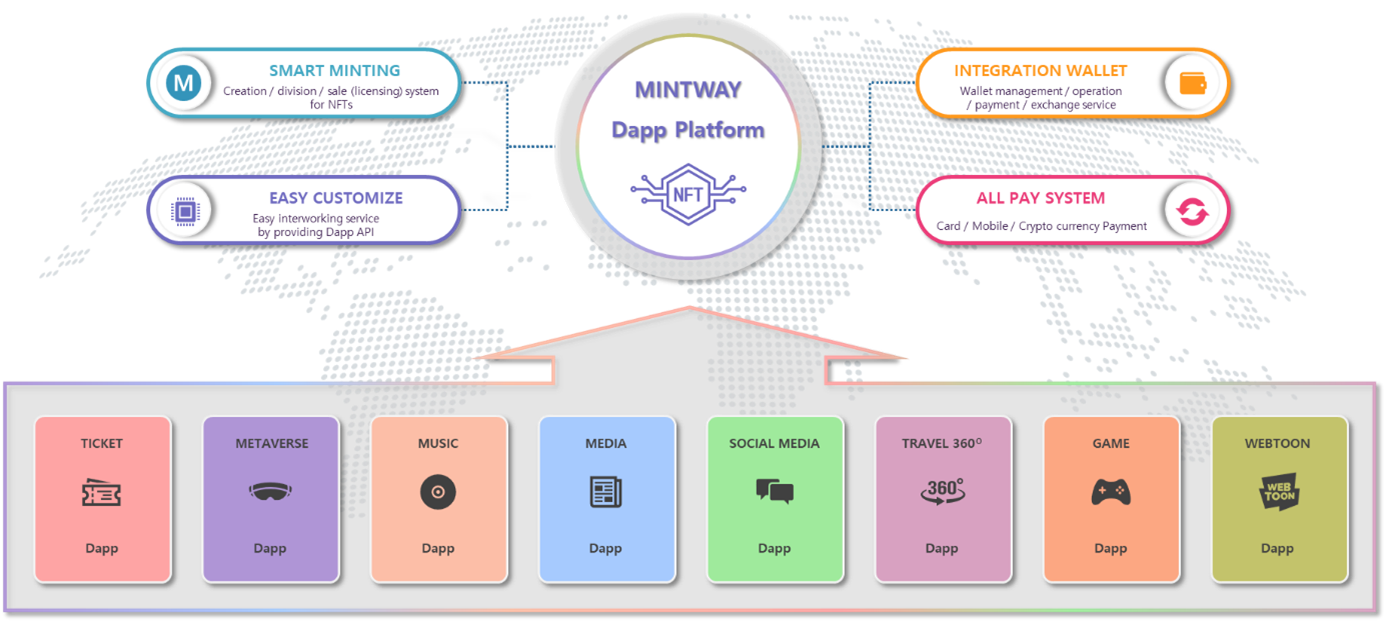 MINTWAY
Dapp Platform
NFT
M
SMART MINTING
Creation / division / sale (licensing) system
for NFTs
EASY CUSTOMIZE
Easy interworking service
by providing Dapp API
INTEGRATION WALLET
Wallet management / operation
/ payment / exchange service
ALL PAY SYSTEM
Card / Mobile / Crypto currency Payment
TICKET
Dapp
METAVERSE
Dapp
MUSIC
Dapp
MEDIA
Dapp
SOCIAL MEDIA
Dapp
TRAVEL 360°
360°
Dapp
GAME
Dapp
WEBTOON
WEB
TOON
Dapp